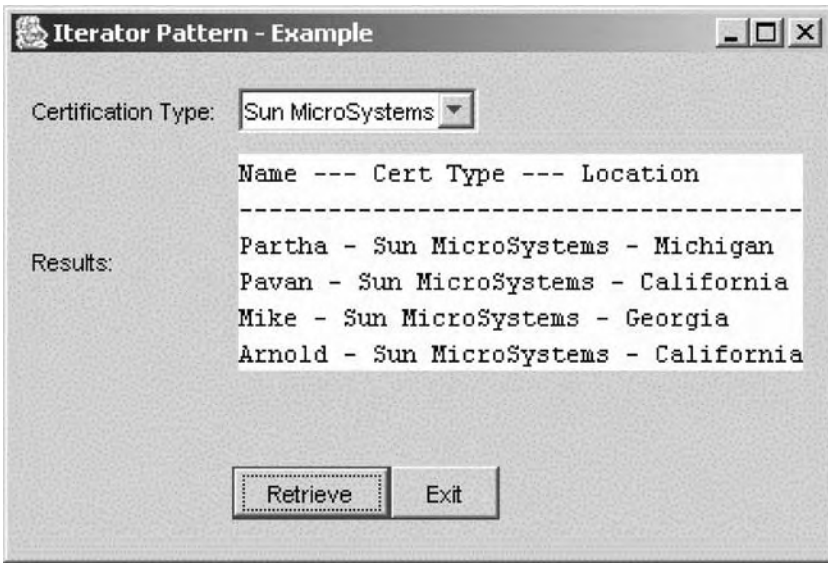 Iterator Pattern - Example
Certification Type: Sun MicroSystems
Name --- Cert Type --- Location
---------------------------------------
Results:
Partha - Sun MicroSystems - Michigan
Pavan - Sun MicroSystems - California
Mike - Sun MicroSystems - Georgia
Arnold - Sun MicroSystems - California
Retrieve Exit